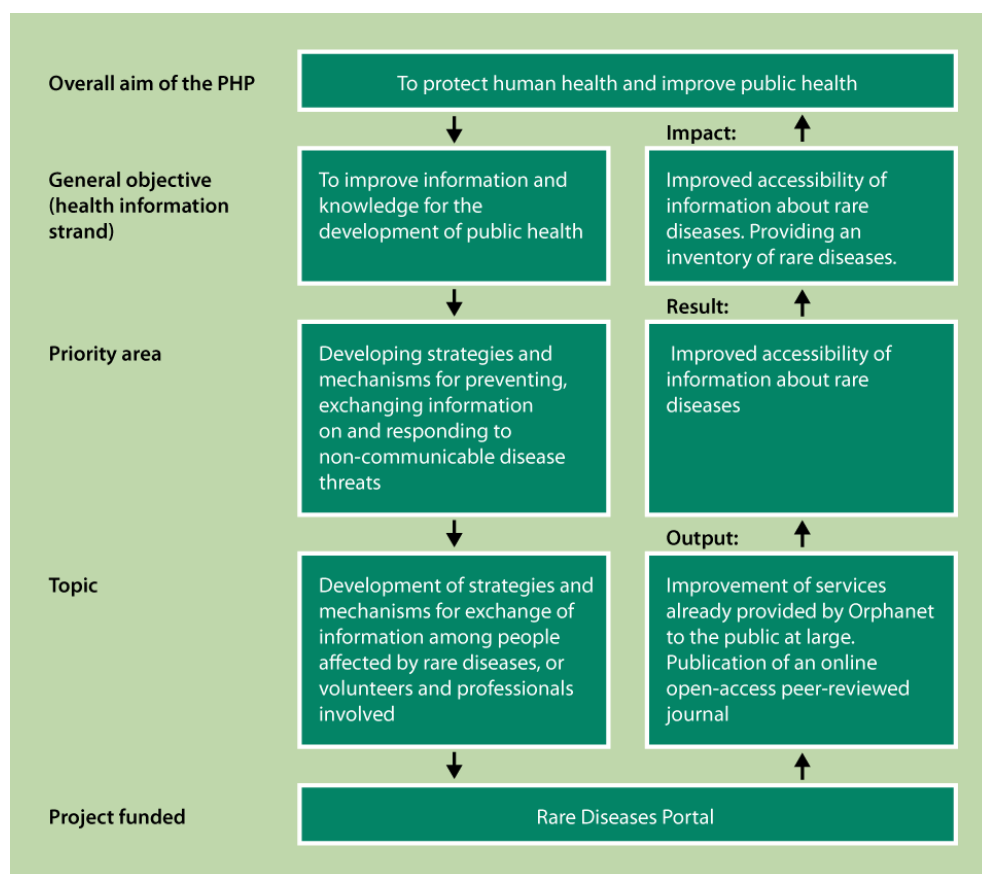 Overall aim of the PHP
To protect human health and improve public health
Impact:
General objective
(health information
strand)
To improve information and
knowledge for the
development of public health
Improved accessibility of
information about rare
diseases. Providing an
inventory of rare diseases.
Result:
Priority area
Developing strategies and
mechanisms for preventing,
exchanging information
on and responding to
non-communicable disease
threats
Improved accessibility of
information about rare
diseases
Output:
Topic
Development of strategies and
mechanisms for exchange of
information among people
affected by rare diseases, or
volunteers and professionals
involved
Improvement of services
already provided by Orphanet
to the public at large.
Publication of an online
open-access peer-reviewed
journal
Project funded
Rare Diseases Portal